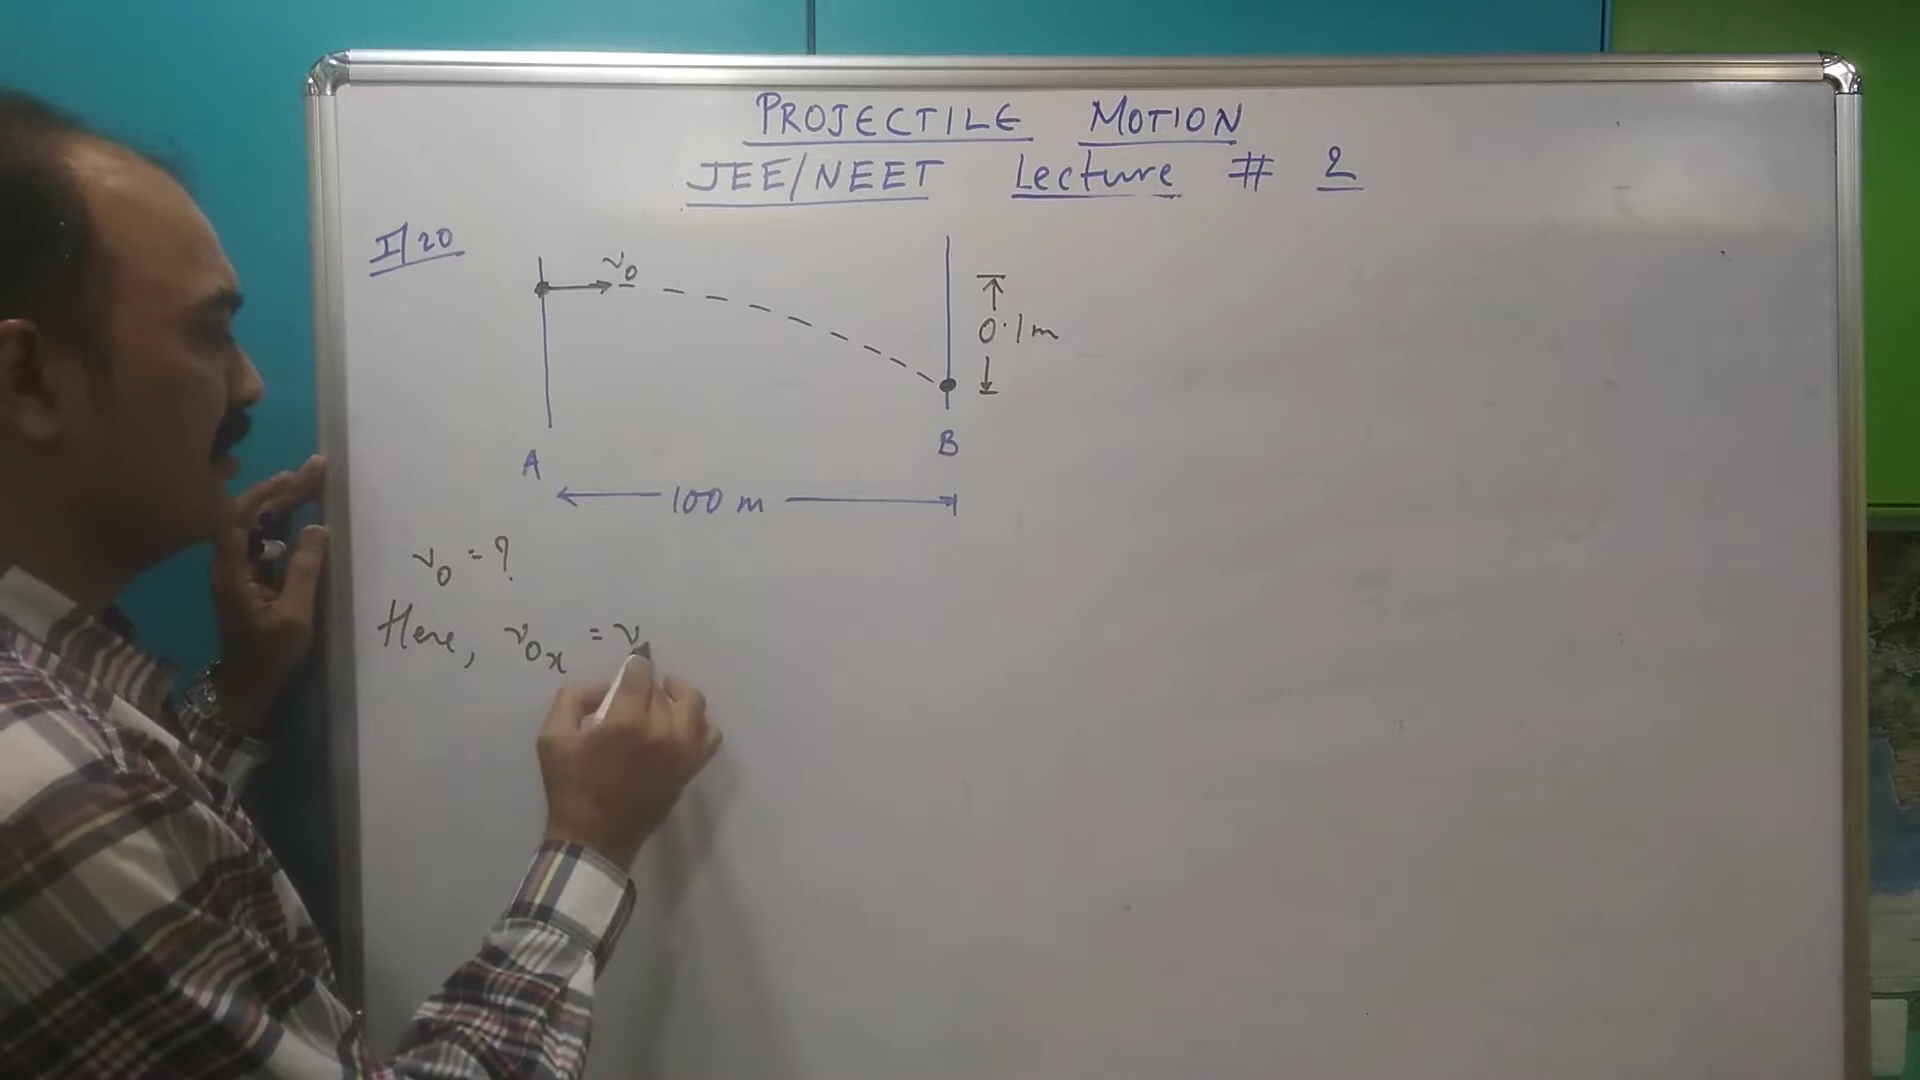 PROJECTILE MOTION
JEE/NEET Lecture # 2
I/20
v₀
0.1m
A
B
100 m
v₀ = ?
Here, v₀ₓ = v